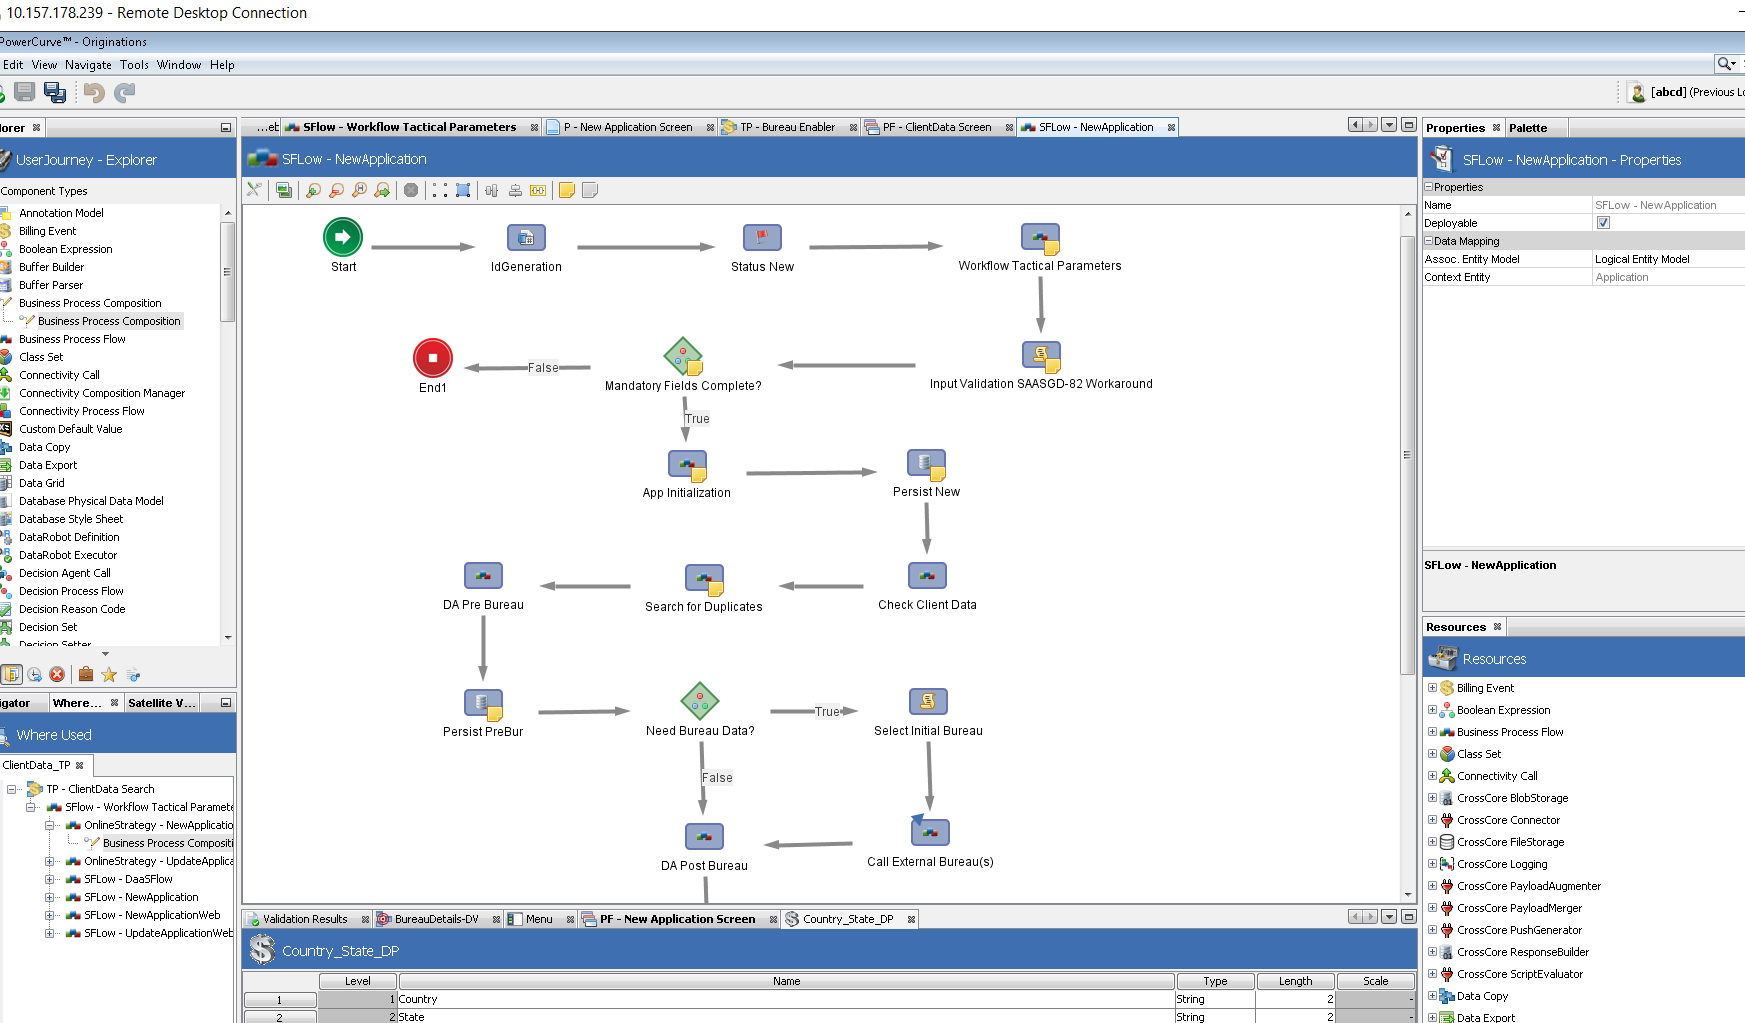 10.157.178.239 - Remote Desktop Connection
PowerCurve™ - Originations
Edit View Navigate Tools Window Help
[abcd] (Previous Lo
lorer
...et SFlow - Workflow Tactical Parameters P - New Application Screen TP - Bureau Enabler PF - ClientData Screen SFLow - NewApplication
Properties Palette
UserJourney - Explorer
SFLow - NewApplication
SFLow - NewApplication - Properties
Component Types
Annotation Model
Billing Event
Boolean Expression
Buffer Builder
Buffer Parser
Business Process Composition
Business Process Composition
Business Process Flow
Class Set
Connectivity Call
Connectivity Composition Manager
Connectivity Process Flow
Custom Default Value
Data Copy
Data Export
Data Grid
Database Physical Data Model
Database Style Sheet
DataRobot Definition
DataRobot Executor
Decision Agent Call
Decision Process Flow
Decision Reason Code
Decision Set
Decision Setter
Start
IdGeneration
Status New
Workflow Tactical Parameters
End1
False
Mandatory Fields Complete?
Input Validation SAASGD-82 Workaround
True
App Initialization
Persist New
DA Pre Bureau
Search for Duplicates
Check Client Data
Persist PreBur
Need Bureau Data?
True
Select Initial Bureau
False
DA Post Bureau
Call External Bureau(s)
Properties
Name SFLow - NewApplication
Deployable
Data Mapping
Assoc. Entity Model Logical Entity Model
Context Entity Application
SFLow - NewApplication
Resources
Resources
Billing Event
Boolean Expression
Business Process Flow
Class Set
Connectivity Call
CrossCore BlobStorage
CrossCore Connector
CrossCore FileStorage
CrossCore Logging
CrossCore PayloadAugmenter
CrossCore PayloadMerger
CrossCore PushGenerator
CrossCore ResponseBuilder
CrossCore ScriptEvaluator
Data Copy
Data Export
igator Where... Satellite V...
Where Used
ClientData_TP
TP - ClientData Search
SFlow - Workflow Tactical Paramete
OnlineStrategy - NewApplicatio
Business Process Compositi
OnlineStrategy - UpdateApplica
SFLow - DaaSFlow
SFLow - NewApplication
SFLow - NewApplicationWeb
SFLow - UpdateApplicationWeb
Validation Results BureauDetails-DV Menu PF - New Application Screen Country_State_DP
Country_State_DP
Level Name Type Length Scale
1 1 Country String 2 -
2 2 State String 2 -